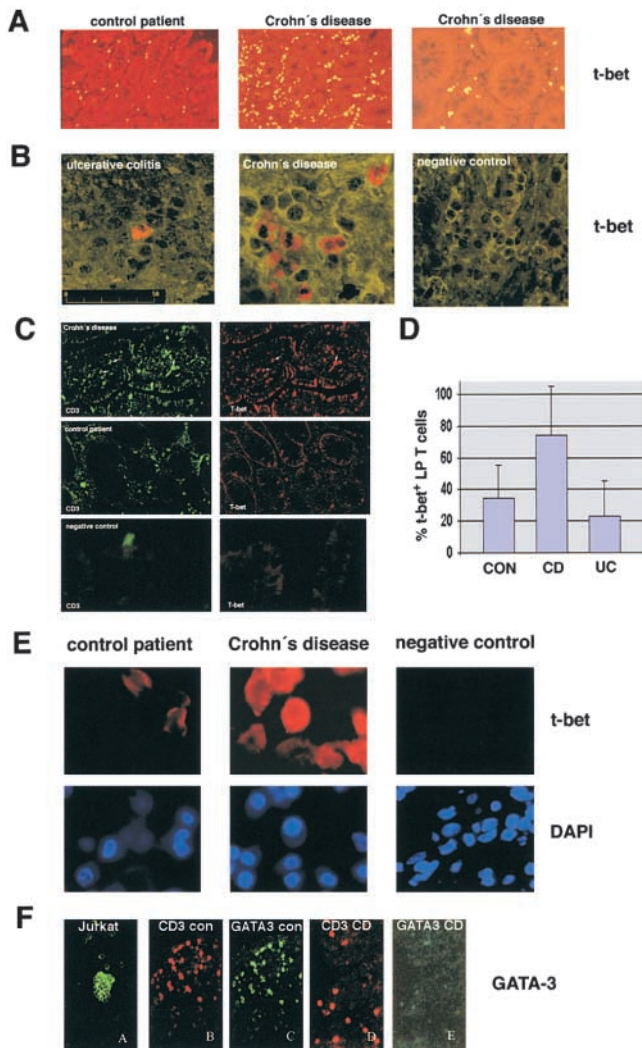 A
control patient
Crohn´s disease
Crohn´s disease
t-bet
B
ulcerative colitis
Crohn´s disease
negative control
t-bet
C
Crohn´s disease
CD3
T-bet
control patient
CD3
T-bet
negative control
CD3
T-bet
D
% t-bet+ LP T cells
100
80
60
40
20
0
CON
CD
UC
E
control patient
Crohn´s disease
negative control
t-bet
DAPI
F
Jurkat
CD3 con
GATA3 con
CD3 CD
GATA3 CD
GATA-3
A
B
C
D
E